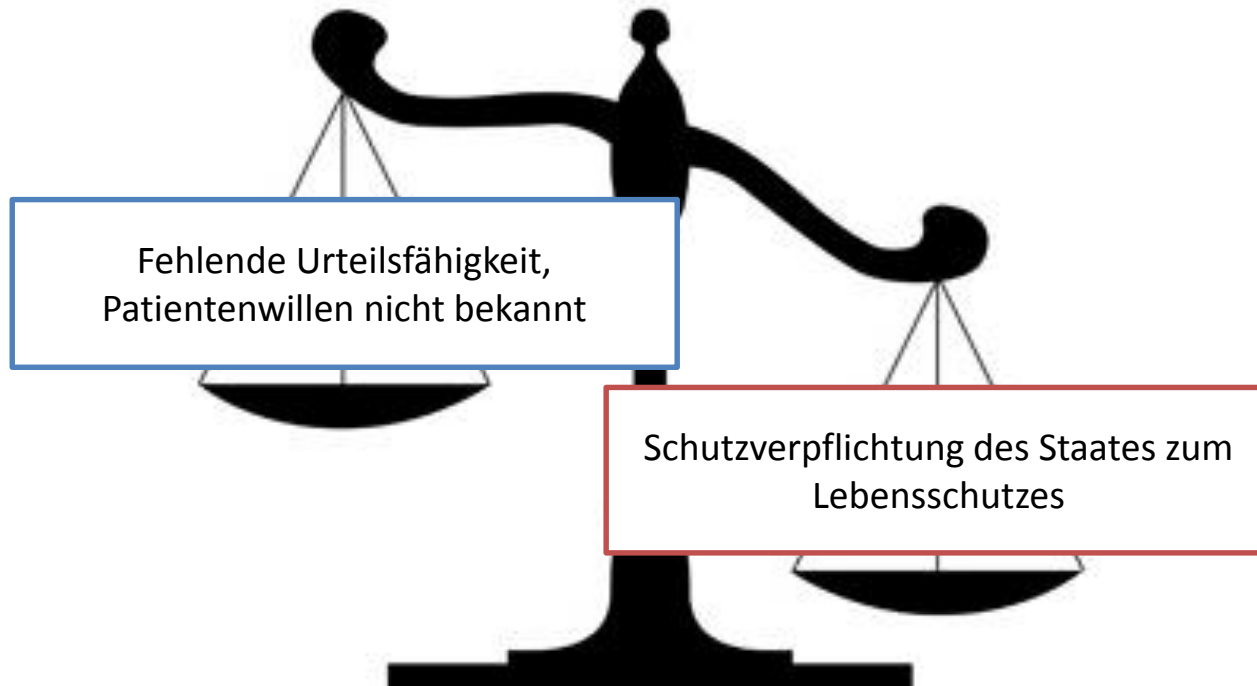 Fehlende Urteilsfähigkeit,
Patientenwillen nicht bekannt
Schutzverpflichtung des Staates zum
Lebensschutzes